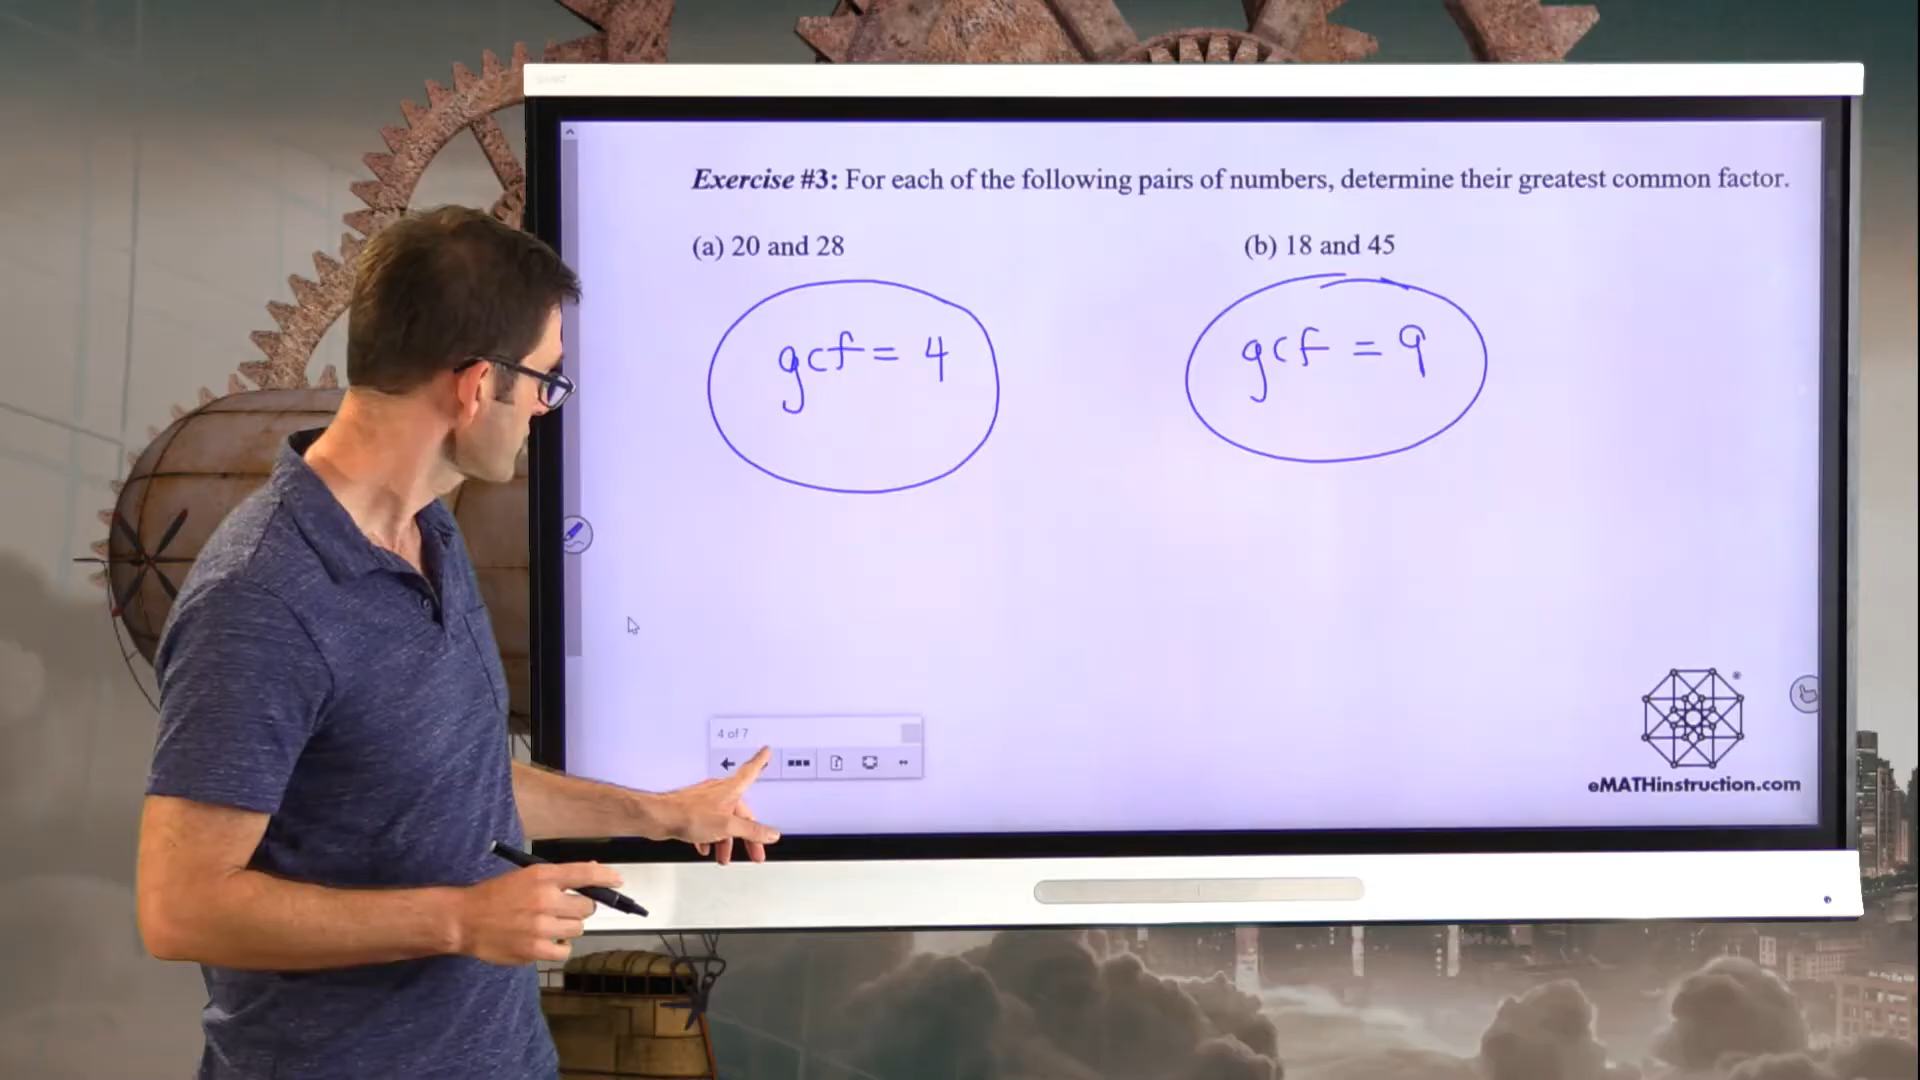 Exercise #3: For each of the following pairs of numbers, determine their greatest common factor.
(a) 20 and 28
(b) 18 and 45
gcf = 4
gcf = 9
4 of 7
eMATHinstruction.com